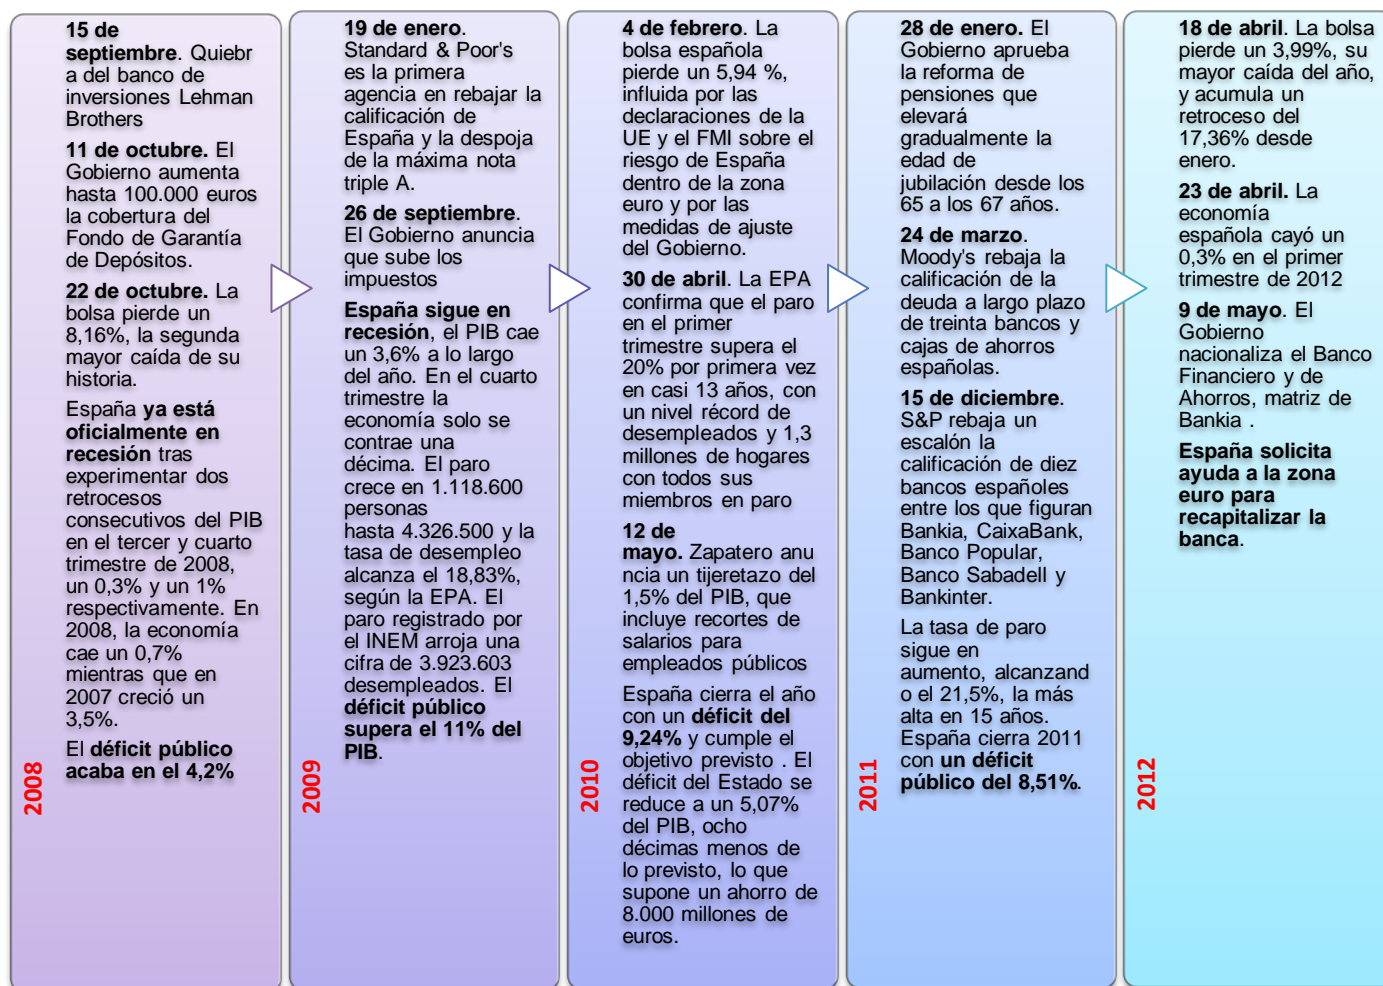 15 de
septiembre. Quiebr
a del banco de
inversiones Lehman
Brothers
11 de octubre. El
Gobierno aumenta
hasta 100.000 euros
la cobertura del
Fondo de Garantía
de Depósitos.
22 de octubre. La
bolsa pierde un
8,16%, la segunda
mayor caída de su
historia.
España ya está
oficialmente en
recesión tras
experimentar dos
retrocesos
consecutivos del PIB
en el tercer y cuarto
trimestre de 2008,
un 0,3% y un 1%
respectivamente. En
2008, la economía
cae un 0,7%
mientras que en
2007 creció un
3,5%.
El déficit público
acaba en el 4,2%
2008
19 de enero.
Standard & Poor's
es la primera
agencia en rebajar la
calificación de
España y la despoja
de la máxima nota
triple A.
26 de septiembre.
El Gobierno anuncia
que sube los
impuestos
España sigue en
recesión, el PIB cae
un 3,6% a lo largo
del año. En el cuarto
trimestre la
economía solo se
contrae una
décima. El paro
crece en 1.118.600
personas
hasta 4.326.500 y la
tasa de desempleo
alcanza el 18,83%,
según la EPA. El
paro registrado por
el INEM arroja una
cifra de 3.923.603
desempleados. El
déficit público
supera el 11% del
PIB.
2009
4 de febrero. La
bolsa española
pierde un 5,94 %,
influida por las
declaraciones de la
UE y el FMI sobre el
riesgo de España
dentro de la zona
euro y por las
medidas de ajuste
del Gobierno.
30 de abril. La EPA
confirma que el paro
en el primer
trimestre supera el
20% por primera vez
en casi 13 años, con
un nivel récord de
desempleados y 1,3
millones de hogares
con todos sus
miembros en paro
12 de
mayo. Zapatero anu
ncia un tijeretazo del
1,5% del PIB, que
incluye recortes de
salarios para
empleados públicos
España cierra el año
con un déficit del
9,24% y cumple el
objetivo previsto . El
déficit del Estado se
reduce a un 5,07%
del PIB, ocho
décimas menos de
lo previsto, lo que
supone un ahorro de
8.000 millones de
euros.
2010
28 de enero. El
Gobierno aprueba
la reforma de
pensiones que
elevará
gradualmente la
edad de
jubilación desde los
65 a los 67 años.
24 de marzo.
Moody's rebaja la
calificación de la
deuda a largo plazo
de treinta bancos y
cajas de ahorros
españolas.
15 de diciembre.
S&P rebaja un
escalón la
calificación de diez
bancos españoles
entre los que figuran
Bankia, CaixaBank,
Banco Popular,
Banco Sabadell y
Bankinter.
La tasa de paro
sigue en
aumento, alcanzand
o el 21,5%, la más
alta en 15 años.
España cierra 2011
con un déficit
público del 8,51%.
2011
18 de abril. La bolsa
pierde un 3,99%, su
mayor caída del año,
y acumula un
retroceso del
17,36% desde
enero.
23 de abril. La
economía
española cayó un
0,3% en el primer
trimestre de 2012
9 de mayo. El
Gobierno
nacionaliza el Banco
Financiero y de
Ahorros, matriz de
Bankia .
España solicita
ayuda a la zona
euro para
recapitalizar la
banca.
2012